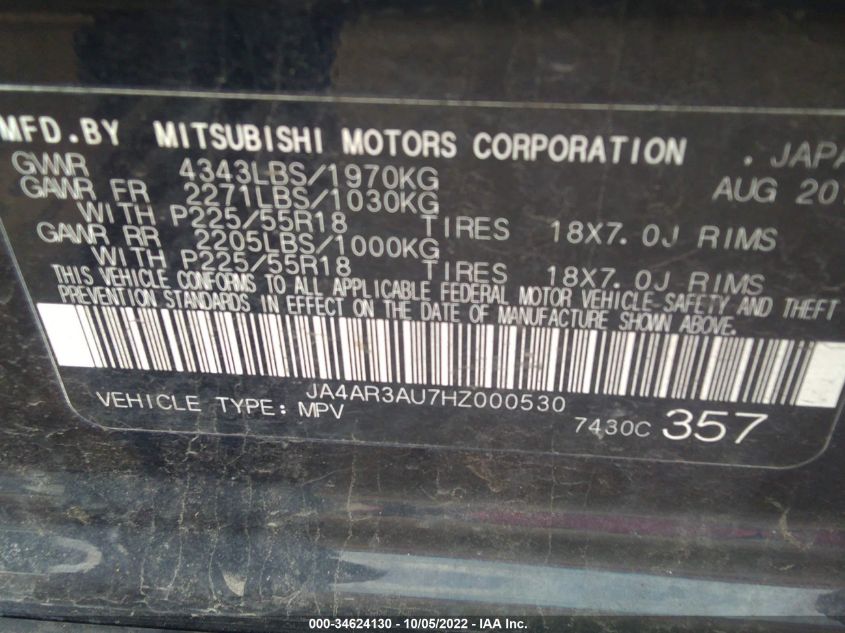 MFD.BY MITSUBISHI MOTORS CORPORATION . JAPA
GVWR 4343LBS/1970KG AUG 20
GAWR FR 2271LBS/1030KG
WITH P225/55R18 TIRES 18X7.0J RIMS
GAWR RR 2205LBS/1000KG
WITH P225/55R18 TIRES 18X7.0J RIMS
THIS VEHICLE CONFORMS TO ALL APPLICABLE FEDERAL MOTOR VEHICLE-SAFETY AND THEFT
PREVENTION STANDARDS IN EFFECT ON THE DATE OF MANUFACTURE SHOWN ABOVE.
JA4AR3AU7HZ000530
VEHICLE TYPE: MPV 7430C 357
000-34624130 - 10/05/2022 - IAA Inc.